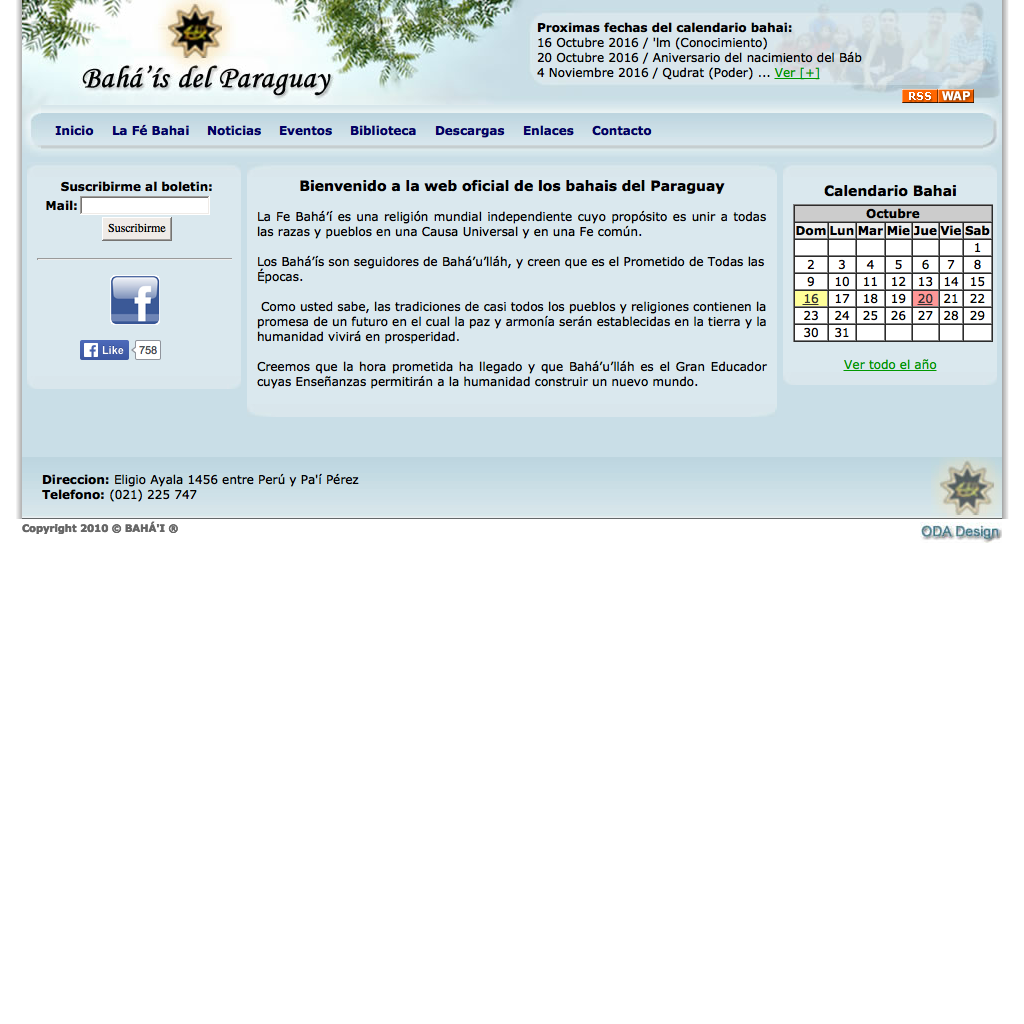 Bahá'ís del Paraguay
Proximas fechas del calendario bahai:
16 Octubre 2016 / 'lm (Conocimiento)
20 Octubre 2016 / Aniversario del nacimiento del Báb
4 Noviembre 2016 / Qudrat (Poder) ... Ver [+]
RSS WAP
Inicio La Fé Bahai Noticias Eventos Biblioteca Descargas Enlaces Contacto
Suscribirme al boletin:
Mail:
Suscribirme
Like 758
Bienvenido a la web oficial de los bahais del Paraguay
La Fe Bahá'í es una religión mundial independiente cuyo propósito es unir a todas
las razas y pueblos en una Causa Universal y en una Fe común.
Los Bahá'ís son seguidores de Bahá'u'lláh, y creen que es el Prometido de Todas las
Épocas.
Como usted sabe, las tradiciones de casi todos los pueblos y religiones contienen la
promesa de un futuro en el cual la paz y armonía serán establecidas en la tierra y la
humanidad vivirá en prosperidad.
Creemos que la hora prometida ha llegado y que Bahá'u'lláh es el Gran Educador
cuyas Enseñanzas permitirán a la humanidad construir un nuevo mundo.
Calendario Bahai
Octubre
Dom Lun Mar Mie Jue Vie Sab
1
2 3 4 5 6 7 8
9 10 11 12 13 14 15
16 17 18 19 20 21 22
23 24 25 26 27 28 29
30 31
Ver todo el año
Direccion: Eligio Ayala 1456 entre Perú y Pa'í Pérez
Telefono: (021) 225 747
Copyright 2010 © BAHÁ'I ®
ODA Design